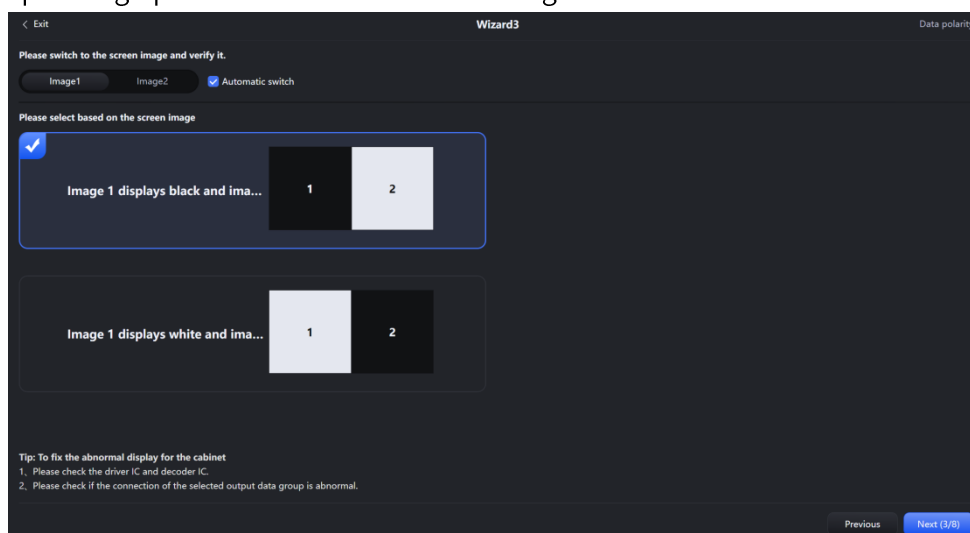 Exit
Wizard3
Data polarity
Please switch to the screen image and verify it.
Image1
Image2
Automatic switch
Please select based on the screen image
Image 1 displays black and ima...
1
2
Image 1 displays white and ima...
1
2
Tip: To fix the abnormal display for the cabinet
1、Please check the driver IC and decoder IC.
2、Please check if the connection of the selected output data group is abnormal.
Previous
Next (3/8)